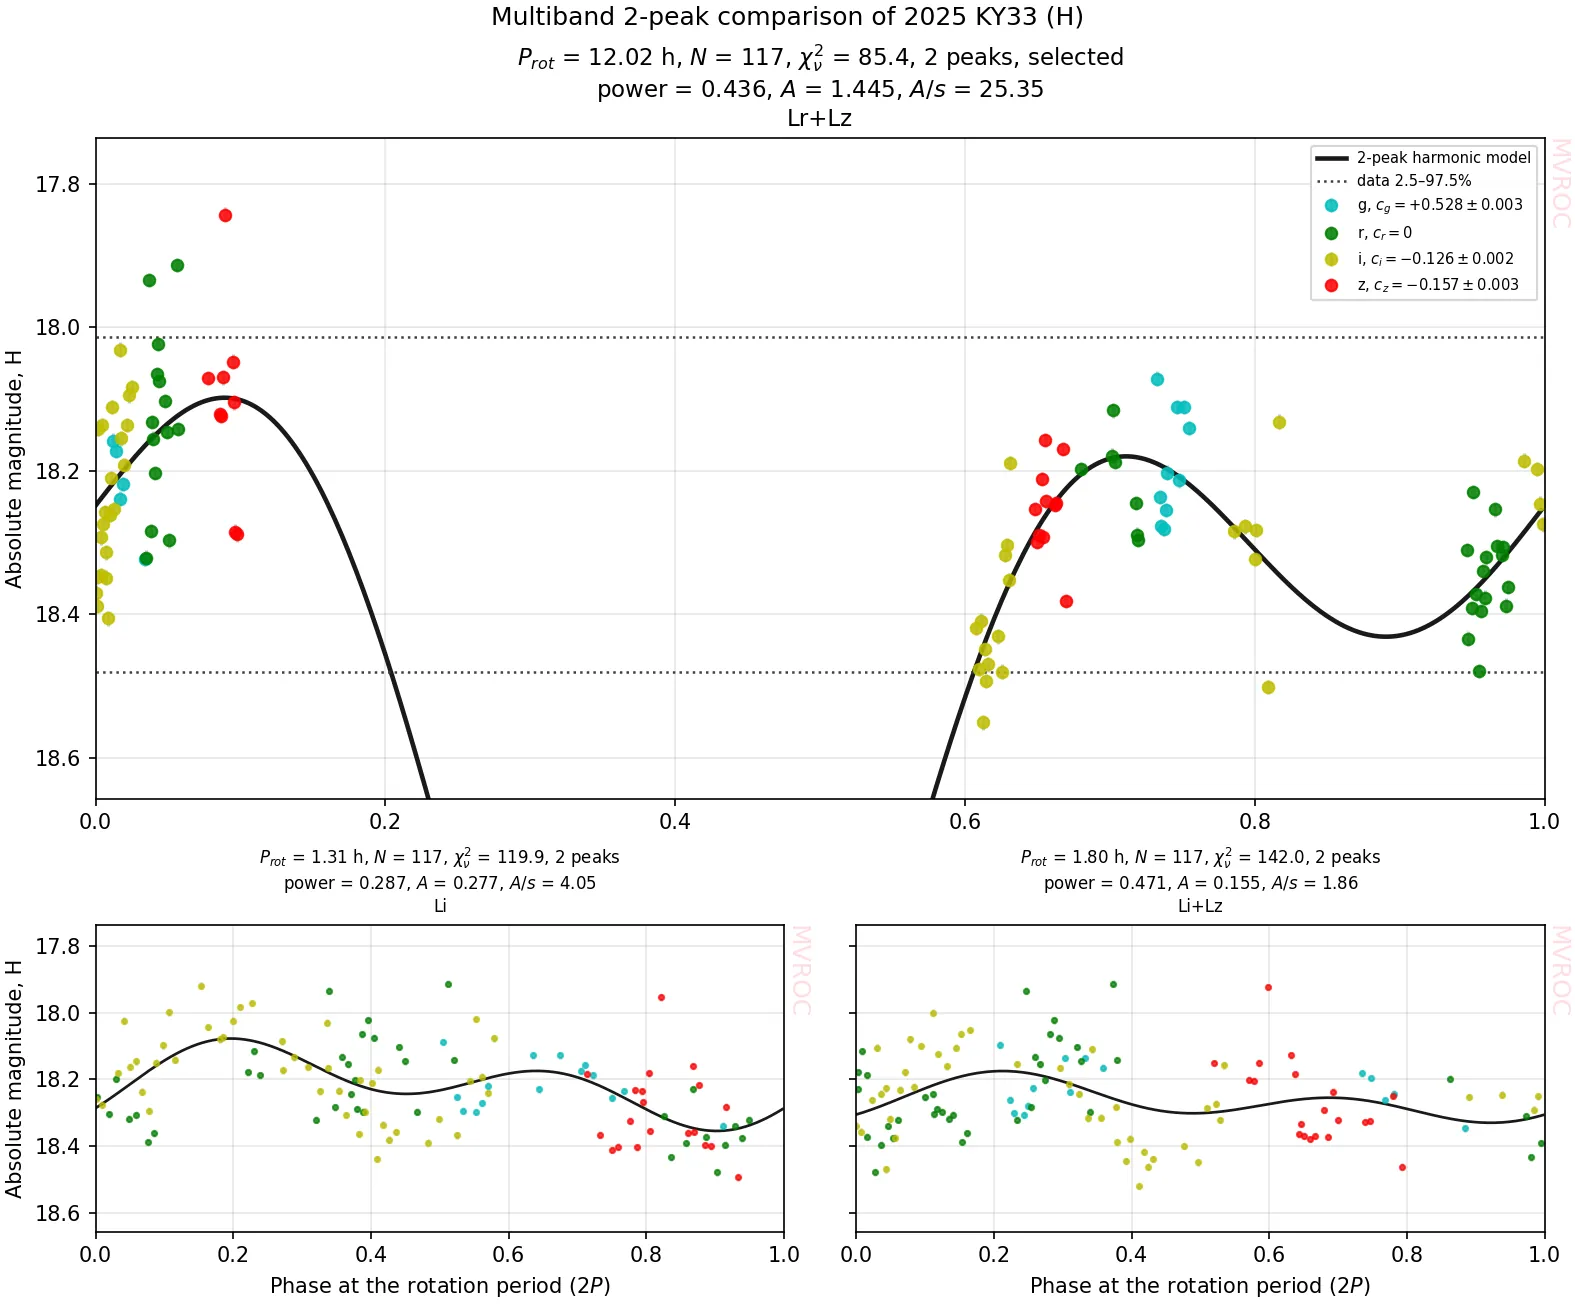 Multiband 2-peak comparison of 2025 KY33 (H)
P_rot = 12.02 h, N = 117, χ²_ν = 85.4, 2 peaks, selected
power = 0.436, A = 1.445, A/s = 25.35
Lr+Lz
MVROC
2-peak harmonic model
data 2.5–97.5%
g, c_g = +0.528 ± 0.003
r, c_r = 0
i, c_i = −0.126 ± 0.002
z, c_z = −0.157 ± 0.003
Absolute magnitude, H
17.8
18.0
18.2
18.4
18.6
0.0 0.2 0.4 0.6 0.8 1.0
P_rot = 1.31 h, N = 117, χ²_ν = 119.9, 2 peaks
power = 0.287, A = 0.277, A/s = 4.05
Li
MVROC
Absolute magnitude, H
17.8
18.0
18.2
18.4
18.6
0.0 0.2 0.4 0.6 0.8 1.0
Phase at the rotation period (2P)
P_rot = 1.80 h, N = 117, χ²_ν = 142.0, 2 peaks
power = 0.471, A = 0.155, A/s = 1.86
Li+Lz
MVROC
0.0 0.2 0.4 0.6 0.8 1.0
Phase at the rotation period (2P)